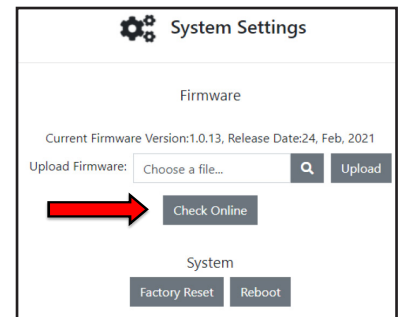 System Settings
Firmware
Current Firmware Version:1.0.13, Release Date:24, Feb, 2021
Upload Firmware: Choose a file... Upload
Check Online
System
Factory Reset Reboot